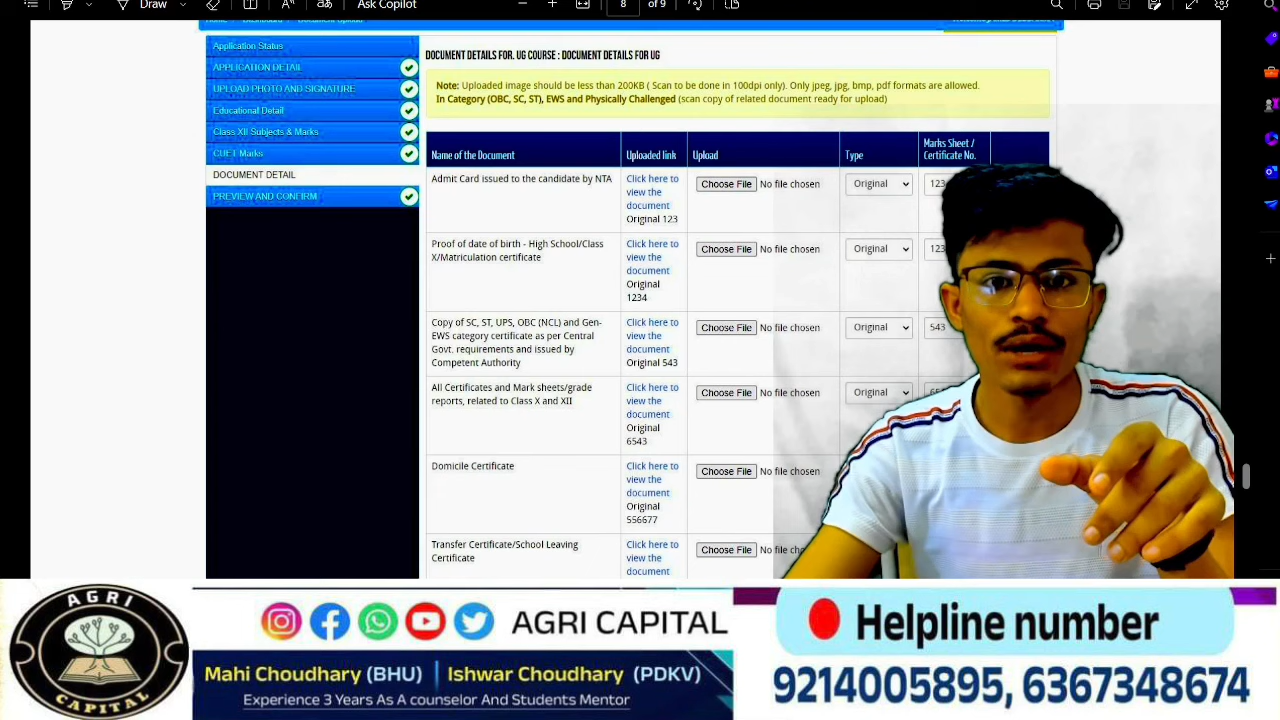 Draw
Ask Copilot
8 of 9
Application Status
APPLICATION DETAIL
UPLOAD PHOTO AND SIGNATURE
Educational Detail
Class XII Subjects & Marks
CUET Marks
DOCUMENT DETAIL
PREVIEW AND CONFIRM
DOCUMENT DETAILS FOR. UG COURSE : DOCUMENT DETAILS FOR UG
Note: Uploaded image should be less than 200KB ( Scan to be done in 100dpi only). Only jpeg, jpg, bmp, pdf formats are allowed.
In Category (OBC, SC, ST), EWS and Physically Challenged (scan copy of related document ready for upload)
Name of the Document
Uploaded link
Upload
Type
Marks Sheet /
Certificate No.
Admit Card issued to the candidate by NTA
Click here to
view the
document
Original 123
Choose File No file chosen
Original
123
Proof of date of birth - High School/Class
X/Matriculation certificate
Click here to
view the
document
Original
1234
Choose File No file chosen
Original
123
Copy of SC, ST, UPS, OBC (NCL) and Gen-
EWS category certificate as per Central
Govt. requirements and issued by
Competent Authority
Click here to
view the
document
Original 543
Choose File No file chosen
Original
543
All Certificates and Mark sheets/grade
reports, related to Class X and XII
Click here to
view the
document
Original
6543
Choose File No file chosen
Original
Domicile Certificate
Click here to
view the
document
Original
556677
Choose File No file chosen
Transfer Certificate/School Leaving
Certificate
Click here to
view the
document
Choose File No file
AGRI
CAPITAL
AGRI CAPITAL
Mahi Choudhary (BHU) | Ishwar Choudhary (PDKV)
Experience 3 Years As A counselor And Students Mentor
Helpline number
9214005895, 6367348674